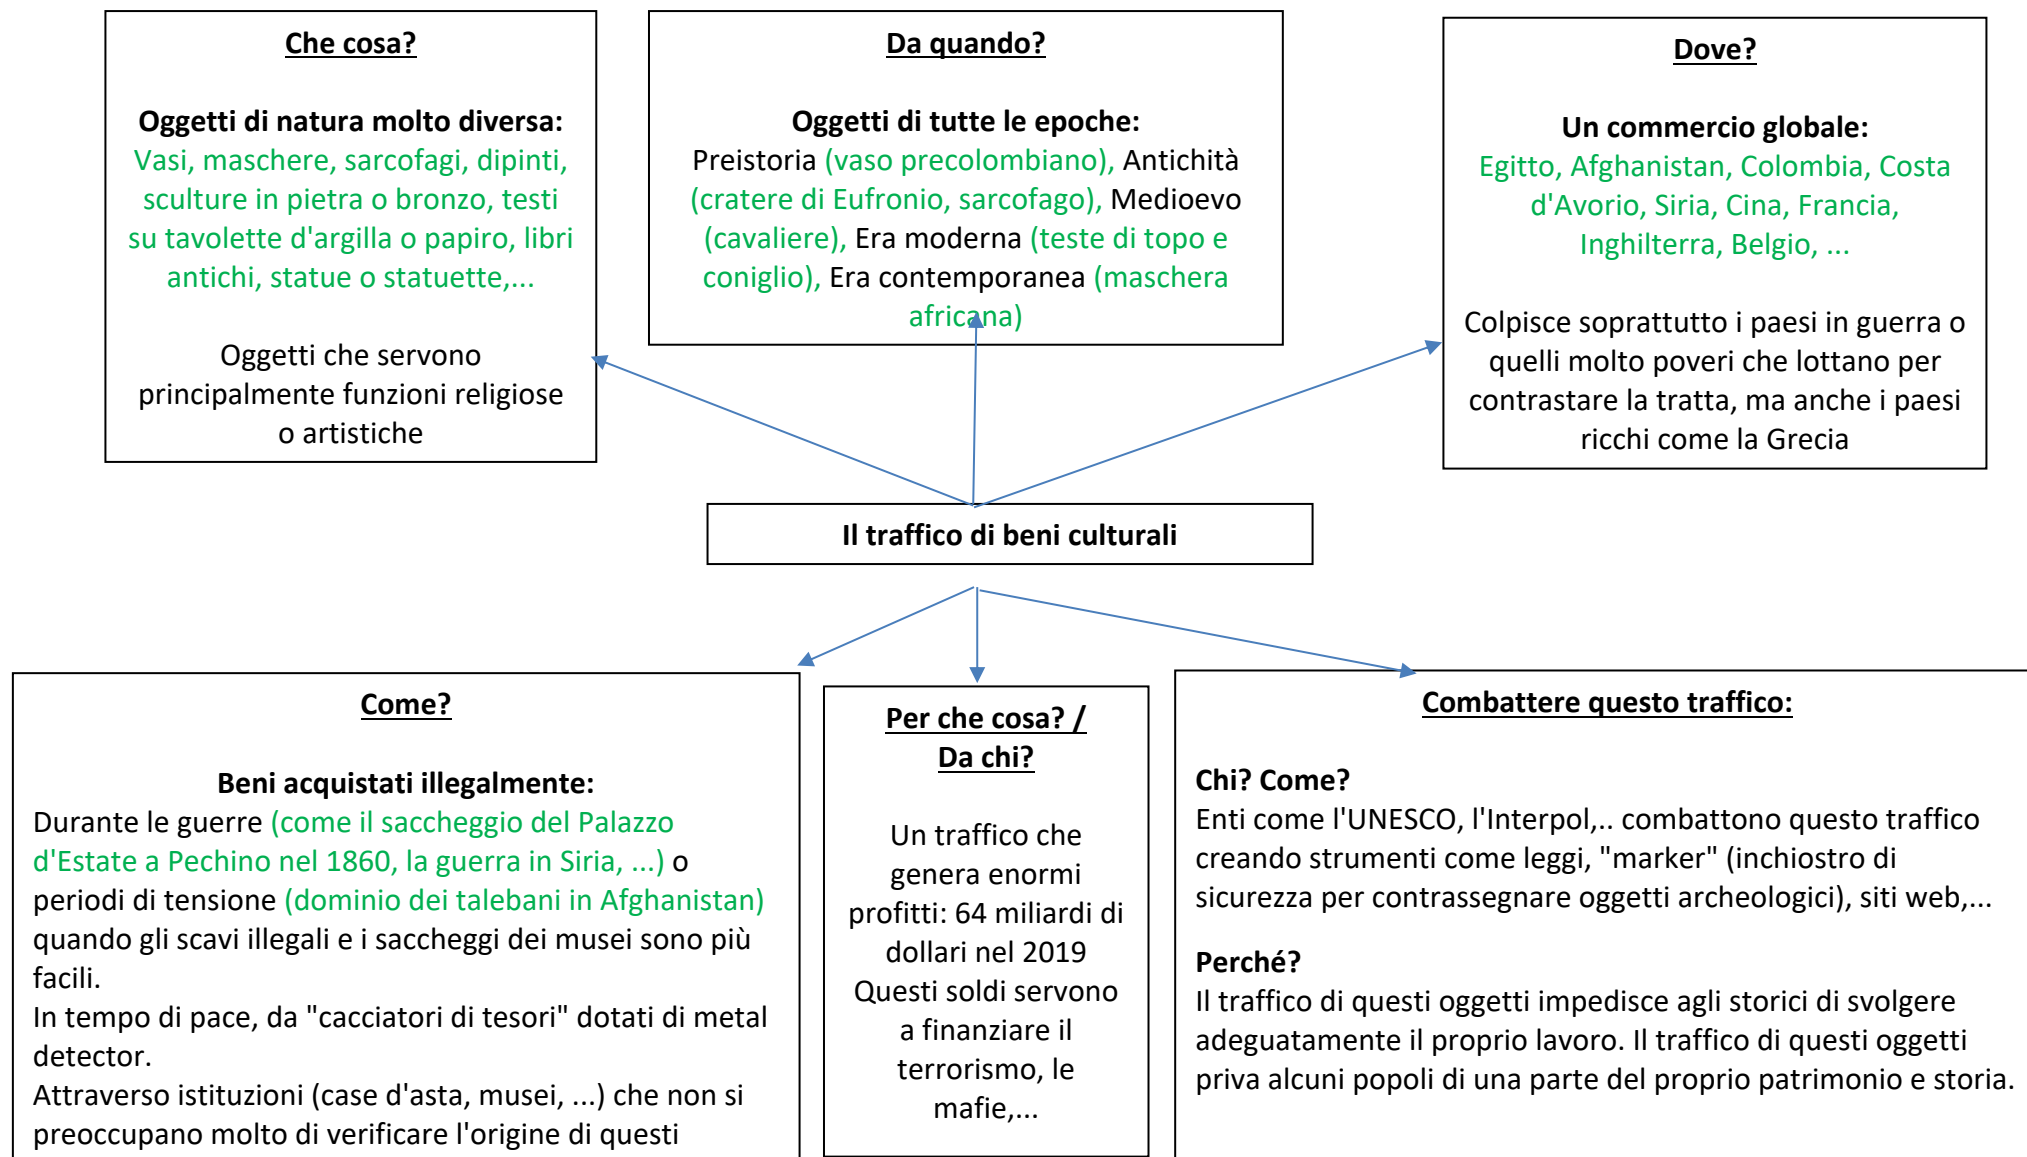 Che cosa?
Oggetti di natura molto diversa:
Vasi, maschere, sarcofagi, dipinti,
sculture in pietra o bronzo, testi
su tavolette d'argilla o papiro, libri
antichi, statue o statuette,...
Oggetti che servono
principalmente funzioni religiose
o artistiche
Da quando?
Oggetti di tutte le epoche:
Preistoria (vaso precolombiano), Antichità
(cratere di Eufronio, sarcofago), Medioevo
(cavaliere), Era moderna (teste di topo e
coniglio), Era contemporanea (maschera
africana)
Dove?
Un commercio globale:
Egitto, Afghanistan, Colombia, Costa
d'Avorio, Siria, Cina, Francia,
Inghilterra, Belgio, ...
Colpisce soprattutto i paesi in guerra o
quelli molto poveri che lottano per
contrastare la tratta, ma anche i paesi
ricchi come la Grecia
Il traffico di beni culturali
Come?
Beni acquistati illegalmente:
Durante le guerre (come il saccheggio del Palazzo
d'Estate a Pechino nel 1860, la guerra in Siria, ...) o
periodi di tensione (dominio dei talebani in Afghanistan)
quando gli scavi illegali e i saccheggi dei musei sono più
facili.
In tempo di pace, da "cacciatori di tesori" dotati di metal
detector.
Attraverso istituzioni (case d'asta, musei, ...) che non si
preoccupano molto di verificare l'origine di questi
Per che cosa? /
Da chi?
Un traffico che
genera enormi
profitti: 64 miliardi di
dollari nel 2019
Questi soldi servono
a finanziare il
terrorismo, le
mafie,...
Combattere questo traffico:
Chi? Come?
Enti come l'UNESCO, l'Interpol,.. combattono questo traffico
creando strumenti come leggi, "marker" (inchiostro di
sicurezza per contrassegnare oggetti archeologici), siti web,...
Perché?
Il traffico di questi oggetti impedisce agli storici di svolgere
adeguatamente il proprio lavoro. Il traffico di questi oggetti
priva alcuni popoli di una parte del proprio patrimonio e storia.